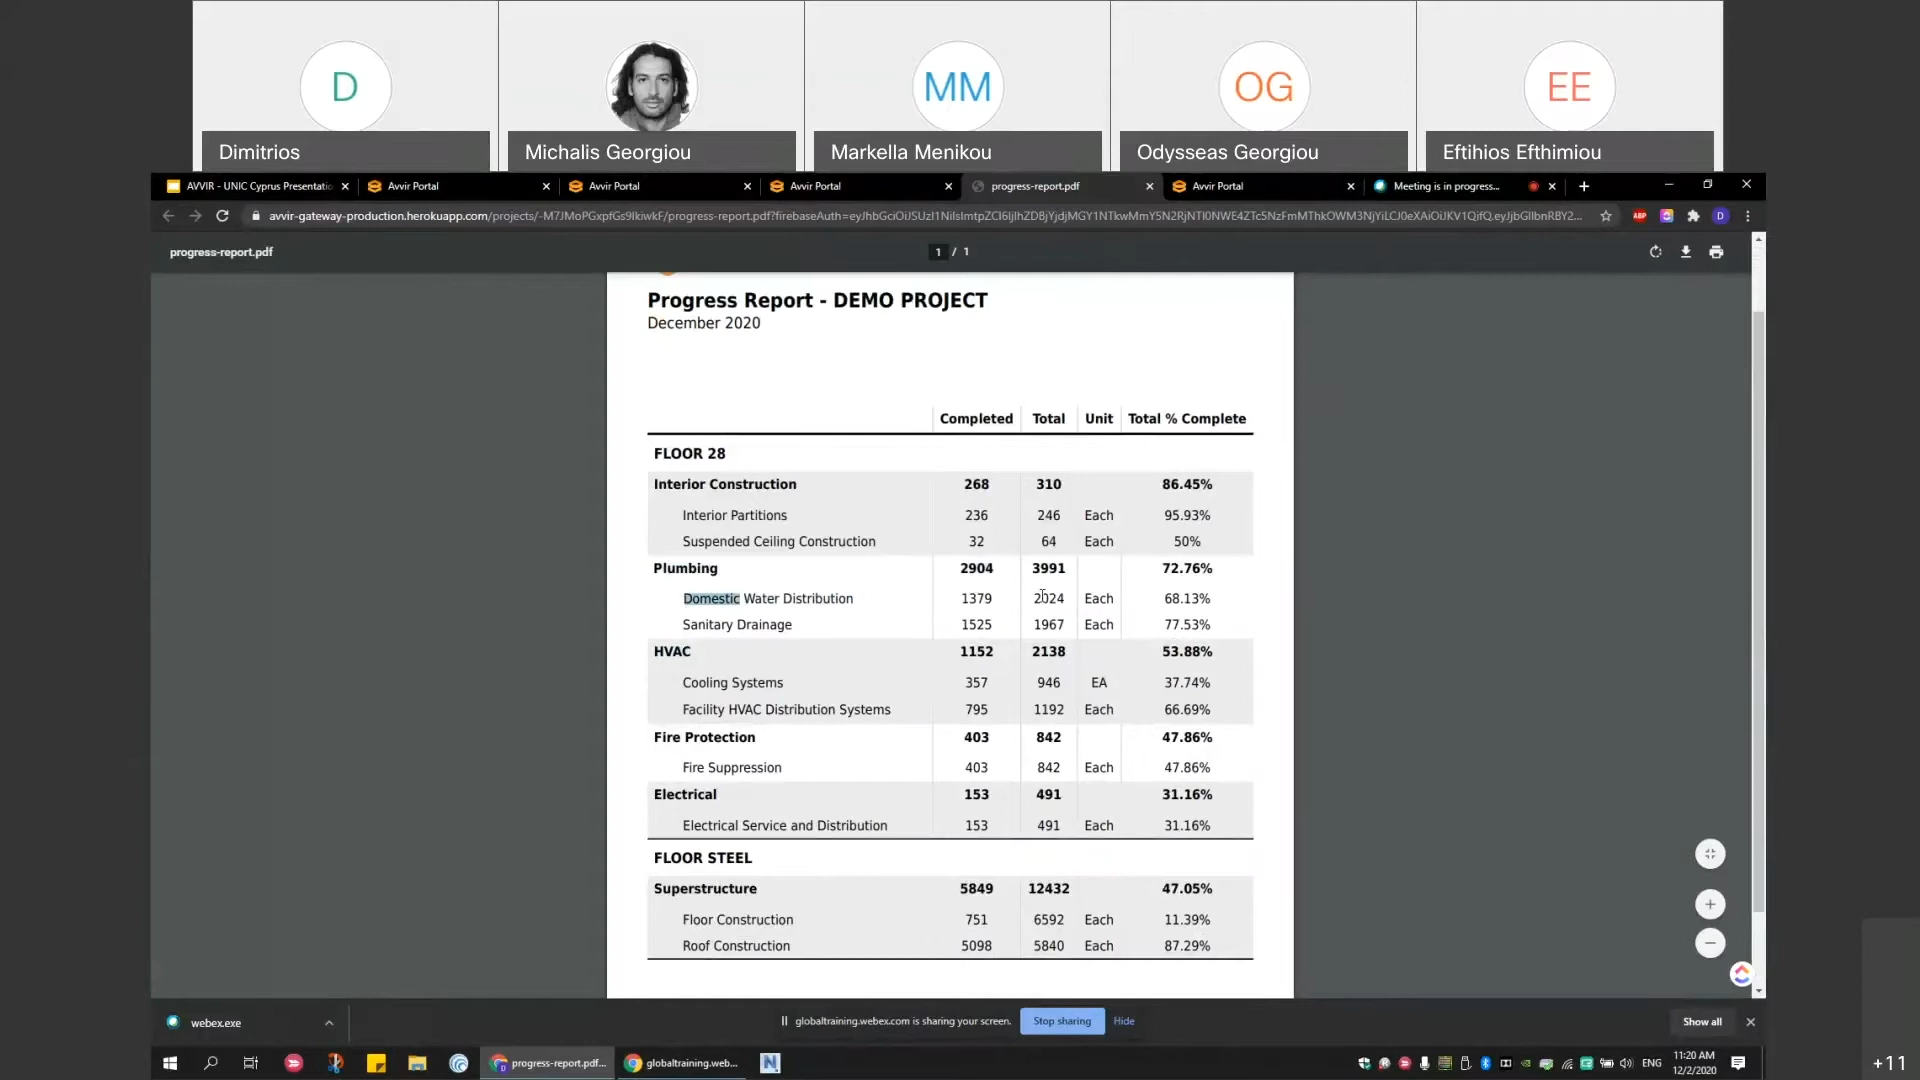 D
MM
OG
EE
Dimitrios
Michalis Georgiou
Markella Menikou
Odysseas Georgiou
Eftihios Efthimiou
AVVIR - UNIC Cyprus Presentatio
Avvir Portal
Avvir Portal
Avvir Portal
progress-report.pdf
Avvir Portal
Meeting is in progress...
progress-report.pdf
1 / 1
Progress Report - DEMO PROJECT
December 2020
Completed Total Unit Total % Complete
FLOOR 28
Interior Construction 268 310 86.45%
Interior Partitions 236 246 Each 95.93%
Suspended Ceiling Construction 32 64 Each 50%
Plumbing 2904 3991 72.76%
Domestic Water Distribution 1379 2024 Each 68.13%
Sanitary Drainage 1525 1967 Each 77.53%
HVAC 1152 2138 53.88%
Cooling Systems 357 946 EA 37.74%
Facility HVAC Distribution Systems 795 1192 Each 66.69%
Fire Protection 403 842 47.86%
Fire Suppression 403 842 Each 47.86%
Electrical 153 491 31.16%
Electrical Service and Distribution 153 491 Each 31.16%
FLOOR STEEL
Superstructure 5849 12432 47.05%
Floor Construction 751 6592 Each 11.39%
Roof Construction 5098 5840 Each 87.29%
webex.exe
globaltraining.webex.com is sharing your screen. Stop sharing Hide
Show all
progress-report.pdf...
globaltraining.web...
ENG
11:20 AM
12/2/2020
+11